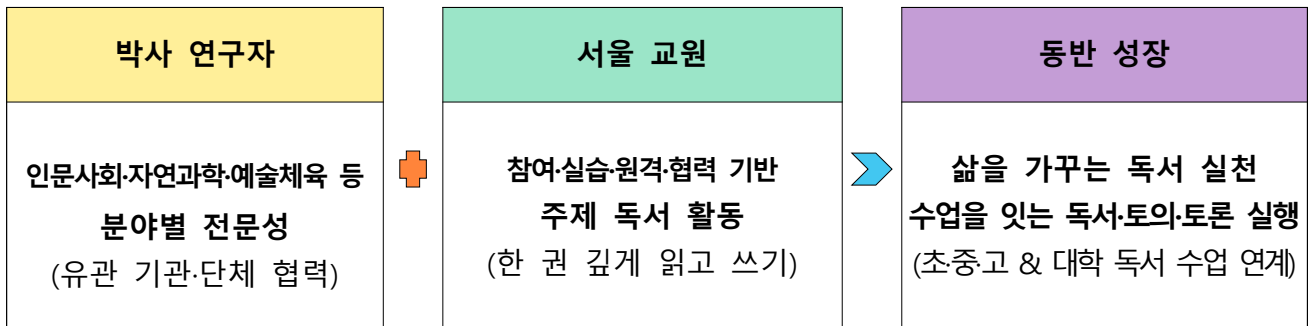 박사 연구자
인문사회·자연과학·예술체육 등
분야별 전문성
(유관 기관·단체 협력)
서울 교원
참여·실습·원격·협력 기반
주제 독서 활동
(한 권 깊게 읽고 쓰기)
동반 성장
삶을 가꾸는 독서 실천
수업을 잇는 독서·토의·토론 실행
(초·중·고 & 대학 독서 수업 연계)